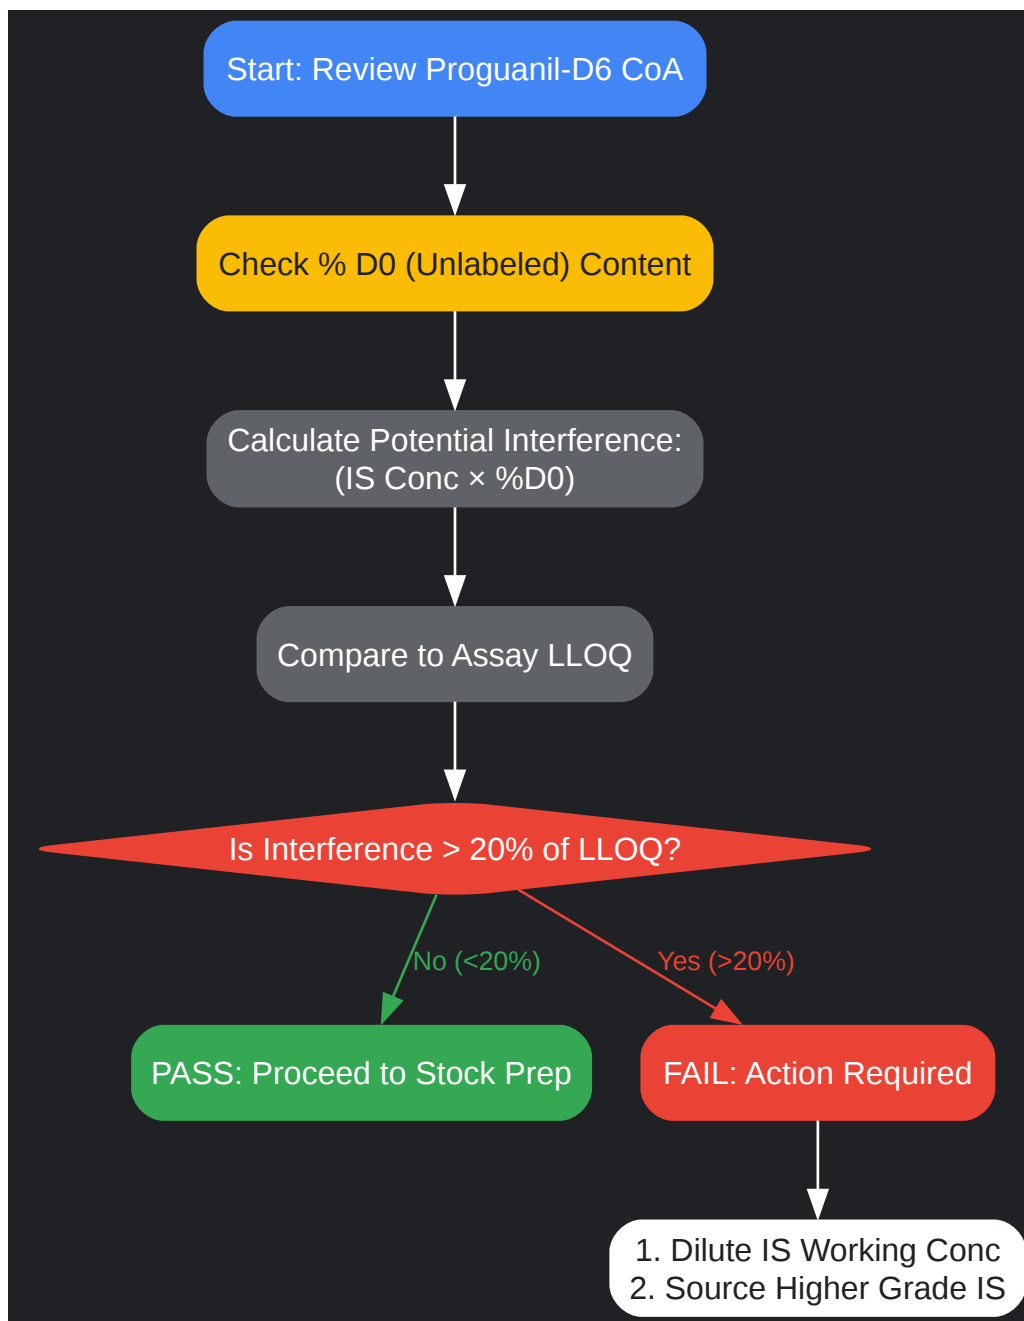 Start: Review Proguanil-D6 CoA
Check % D0 (Unlabeled) Content
Calculate Potential Interference:
(IS Conc × %D0)
Compare to Assay LLOQ
Is Interference > 20% of LLOQ?
No (<20%)
Yes (>20%)
PASS: Proceed to Stock Prep
FAIL: Action Required
1. Dilute IS Working Conc
2. Source Higher Grade IS